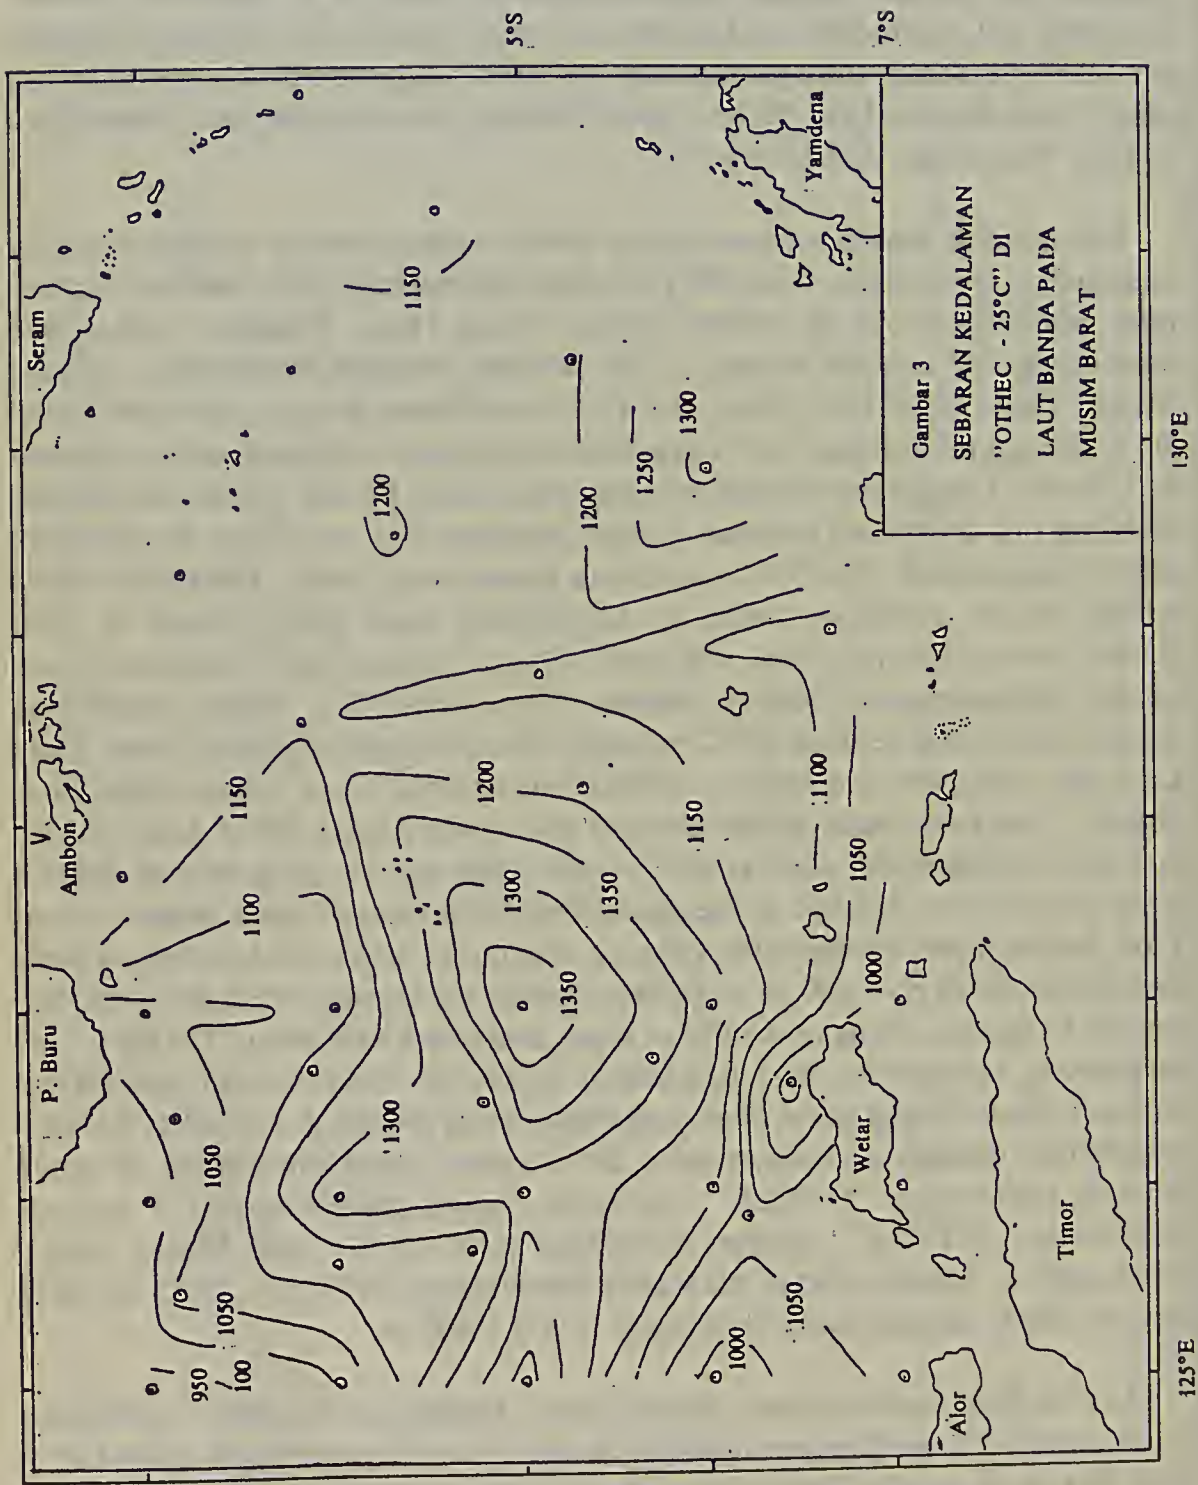 Seram
Ambon
P. Buru
5°S
7°S
Yamdena
1150
1200
1300
1250
1200
1150
1100
1200
1300
1350
1150
1100
1050
1350
1000
1300
1050
1050
950
100
1000
1050
Wetar
Timor
Alor
130°E
125°E
Gambar 3
SEBARAN KEDALAMAN
"OTHEC - 25°C" DI
LAUT BANDA PADA
MUSIM BARAT